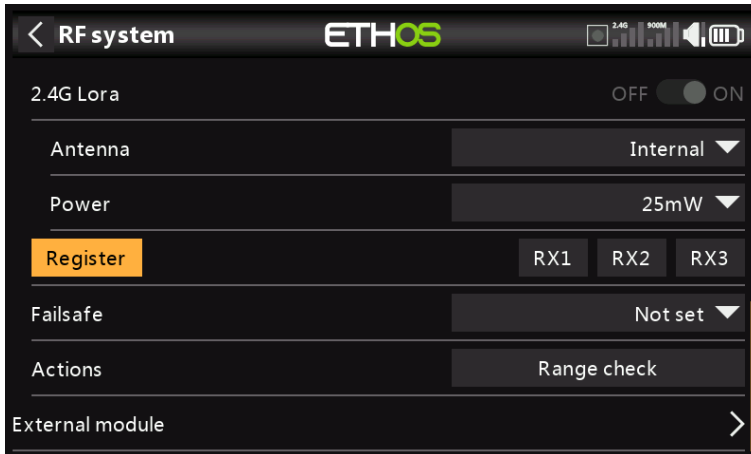 RF system ETHOS 2.4G 900M
2.4G Lora OFF ON
Antenna Internal
Power 25mW
Register RX1 RX2 RX3
Failsafe Not set
Actions Range check
External module